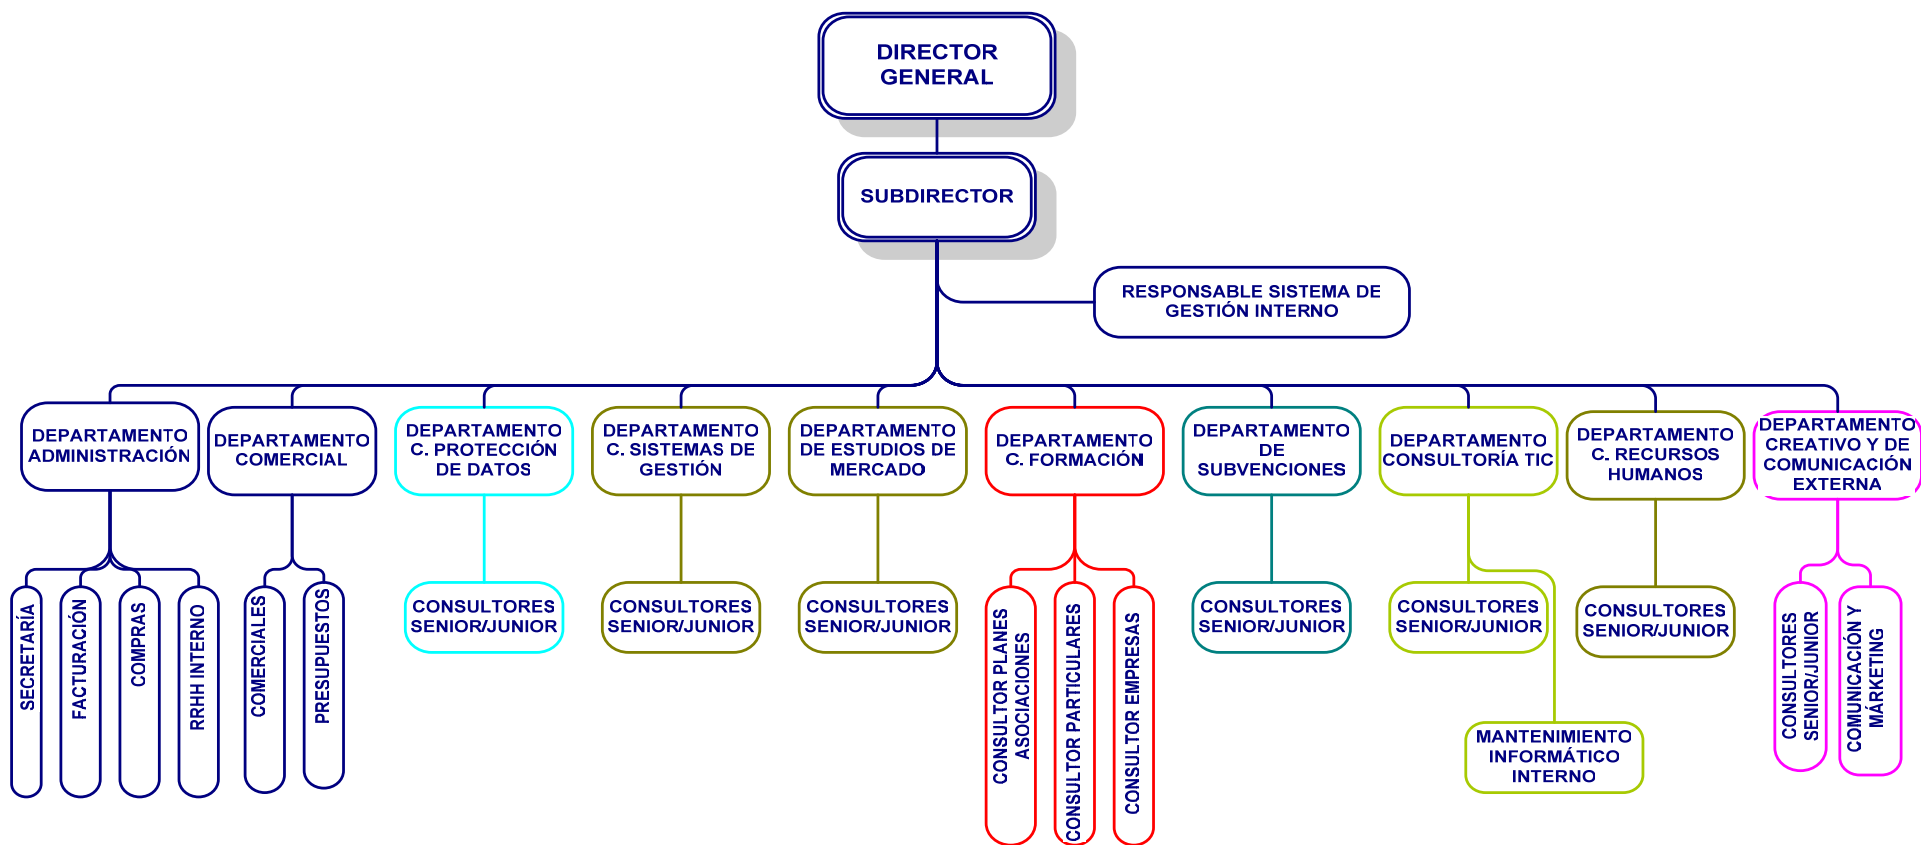 DIRECTOR
GENERAL
SUBDIRECTOR
RESPONSABLE SISTEMA DE
GESTIÓN INTERNO
DEPARTAMENTO
ADMINISTRACIÓN
DEPARTAMENTO
COMERCIAL
DEPARTAMENTO
C. PROTECCIÓN
DE DATOS
DEPARTAMENTO
C. SISTEMAS DE
GESTIÓN
DEPARTAMENTO
DE ESTUDIOS DE
MERCADO
DEPARTAMENTO
C. FORMACIÓN
DEPARTAMENTO
DE
SUBVENCIONES
DEPARTAMENTO
CONSULTORÍA TIC
DEPARTAMENTO
C. RECURSOS
HUMANOS
DEPARTAMENTO
CREATIVO Y DE
COMUNICACIÓN
EXTERNA
SECRETARÍA
FACTURACIÓN
COMPRAS
RRHH INTERNO
COMERCIALES
PRESUPUESTOS
CONSULTORES
SENIOR/JUNIOR
CONSULTORES
SENIOR/JUNIOR
CONSULTORES
SENIOR/JUNIOR
CONSULTOR PLANES
ASOCIACIONES
CONSULTOR PARTICULARES
CONSULTOR EMPRESAS
CONSULTORES
SENIOR/JUNIOR
CONSULTORES
SENIOR/JUNIOR
MANTENIMIENTO
INFORMÁTICO
INTERNO
CONSULTORES
SENIOR/JUNIOR
CONSULTORES
SENIOR/JUNIOR
COMUNICACIÓN Y
MÁRKETING